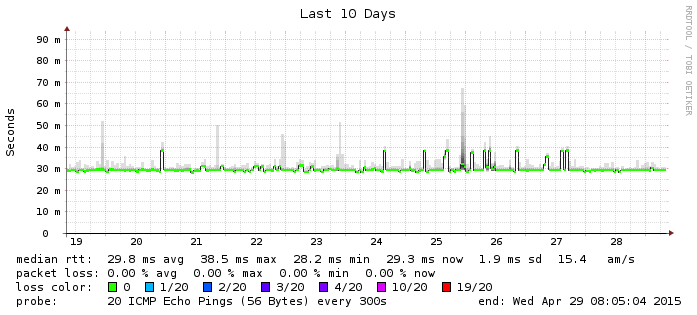 Last 10 Days
RRDTOOL / TOBI OETIKER
Seconds
90 m
80 m
70 m
60 m
50 m
40 m
30 m
20 m
10 m
0
19 20 21 22 23 24 25 26 27 28
median rtt: 29.8 ms avg 38.5 ms max 28.2 ms min 29.3 ms now 1.9 ms sd 15.4 am/s
packet loss: 0.00 % avg 0.00 % max 0.00 % min 0.00 % now
loss color: 0 1/20 2/20 3/20 4/20 10/20 19/20
probe: 20 ICMP Echo Pings (56 Bytes) every 300s end: Wed Apr 29 08:05:04 2015